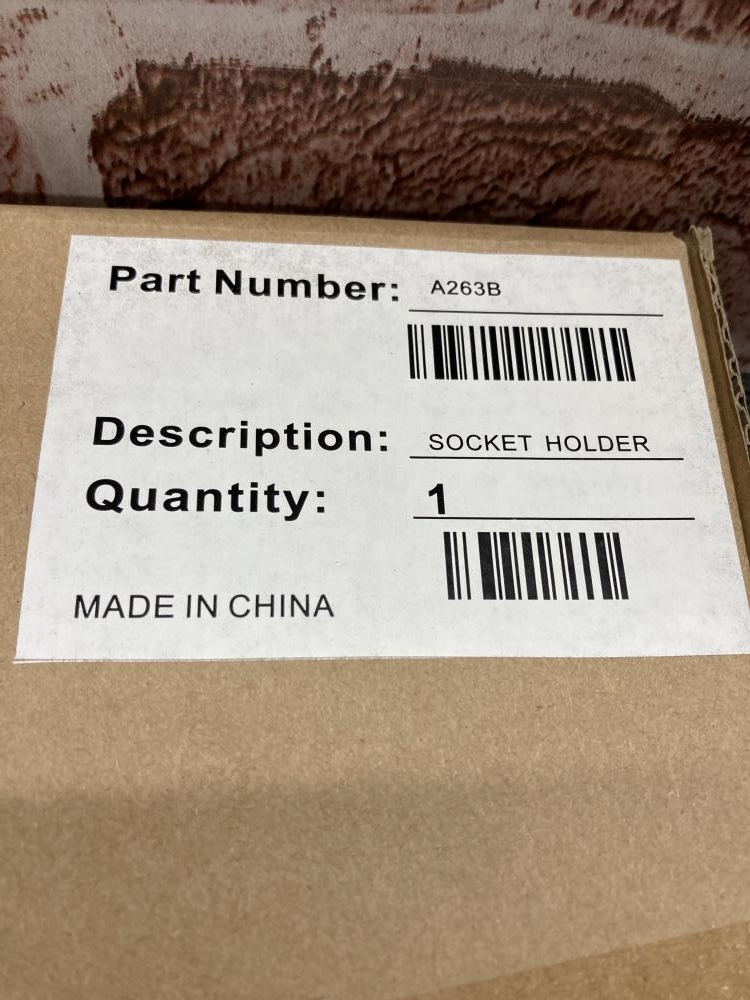 Part Number: A263B
Description: SOCKET HOLDER
Quantity: 1
MADE IN CHINA